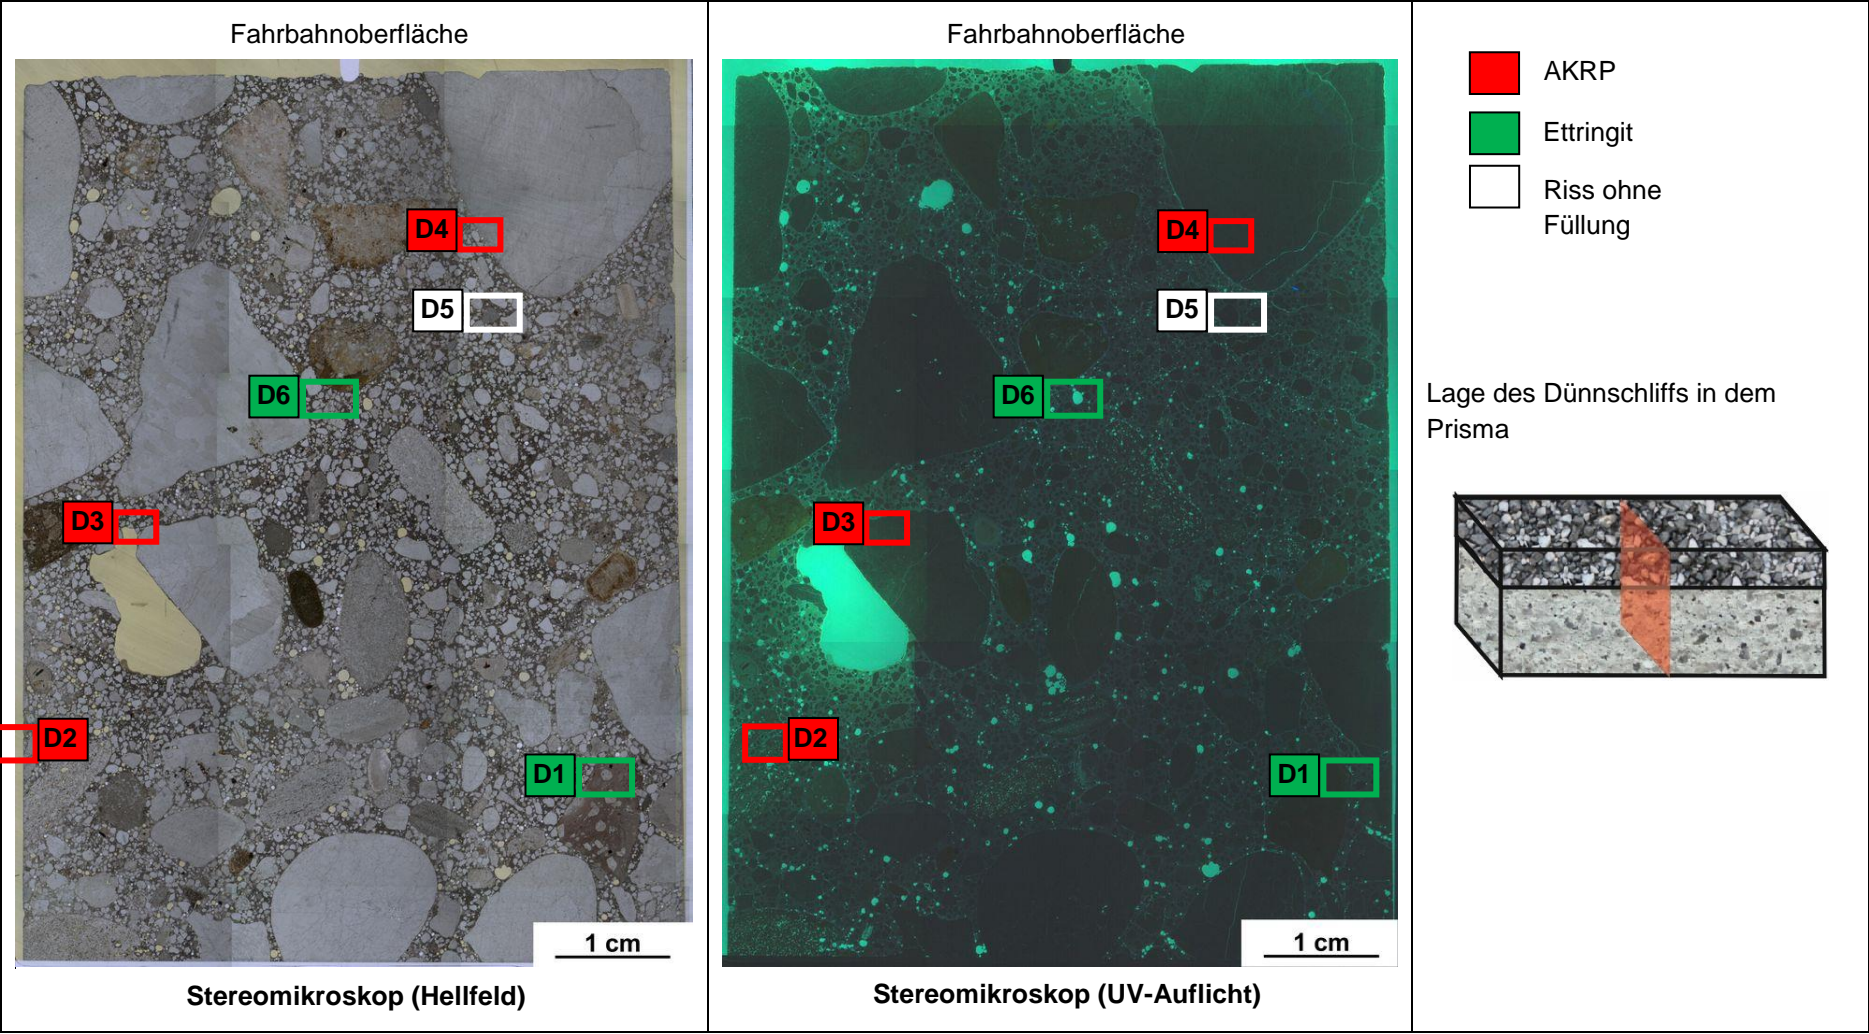 Fahrbahnoberfläche
D4
D5
D6
D3
D2
D1
1 cm
Stereomikroskop (Hellfeld)
Fahrbahnoberfläche
D4
D5
D6
D3
D2
D1
1 cm
Stereomikroskop (UV-Auflicht)
AKRP
Ettringit
Riss ohne
Füllung
Lage des Dünnschliffs in dem
Prisma